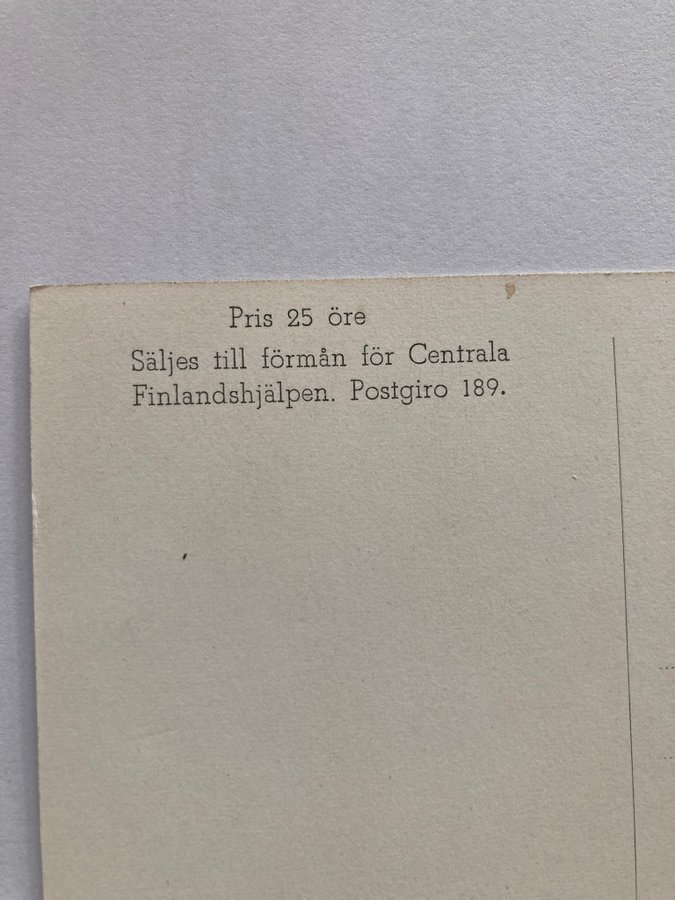 Pris 25 öre
Säljes till förmån för Centrala
Finlandshjälpen. Postgiro 189.